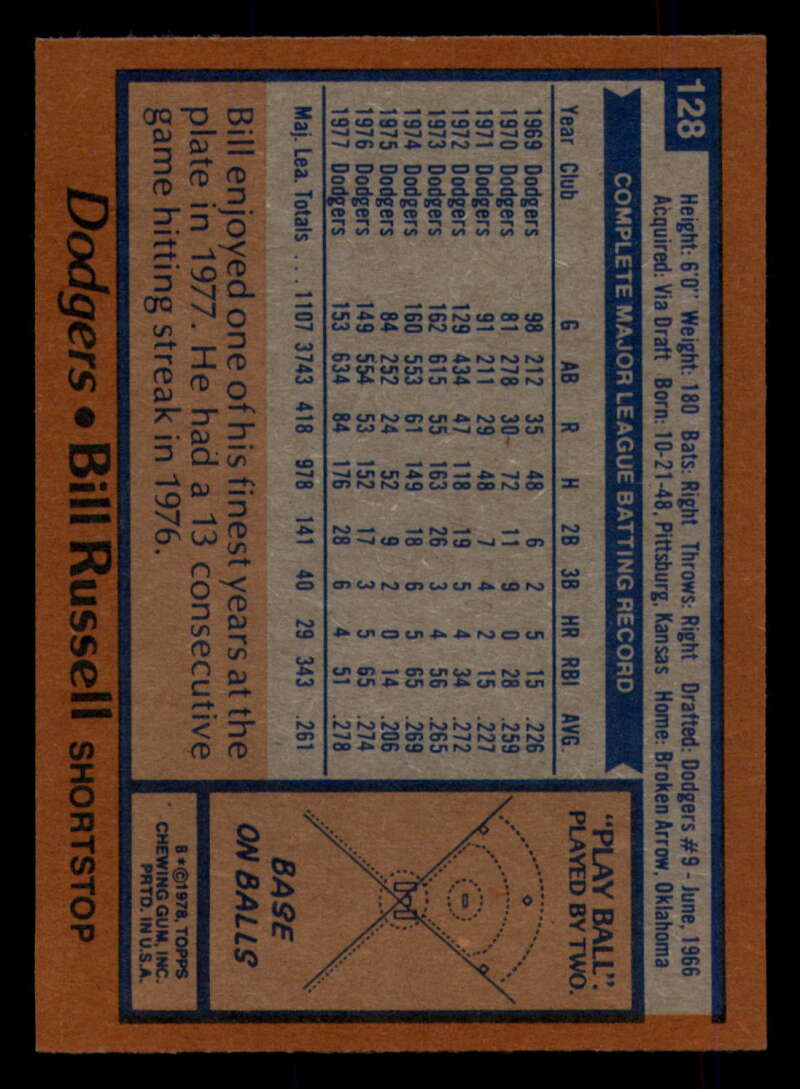 128
Height: 6'0" Weight: 180 Bats: Right Throws: Right Drafted: Dodgers #9 - June, 1966
Acquired: Via Draft Born: 10-21-48, Pittsburg, Kansas Home: Broken Arrow, Oklahoma
COMPLETE MAJOR LEAGUE BATTING RECORD
Year Club G AB R H 2B 3B HR RBI AVG.
1969 Dodgers 98 212 35 48 6 2 5 15 .226
1970 Dodgers 81 278 30 72 11 9 0 28 .259
1971 Dodgers 91 211 29 48 7 4 2 15 .227
1972 Dodgers 129 434 47 118 19 5 4 34 .272
1973 Dodgers 162 615 55 163 26 3 4 56 .265
1974 Dodgers 160 553 61 149 18 6 5 65 .269
1975 Dodgers 84 252 24 52 9 2 0 14 .206
1976 Dodgers 149 554 53 152 17 3 5 65 .274
1977 Dodgers 153 634 84 176 28 6 4 51 .278
Maj. Lea. Totals ... 1107 3743 418 978 141 40 29 343 .261
Bill enjoyed one of his finest years at the
plate in 1977. He had a 13 consecutive
game hitting streak in 1976.
"PLAY BALL":
PLAYED BY TWO.
BASE
ON BALLS
B*©1978, TOPPS
CHEWING GUM, INC.
PRTD. IN U.S.A.
Dodgers • Bill Russell SHORTSTOP